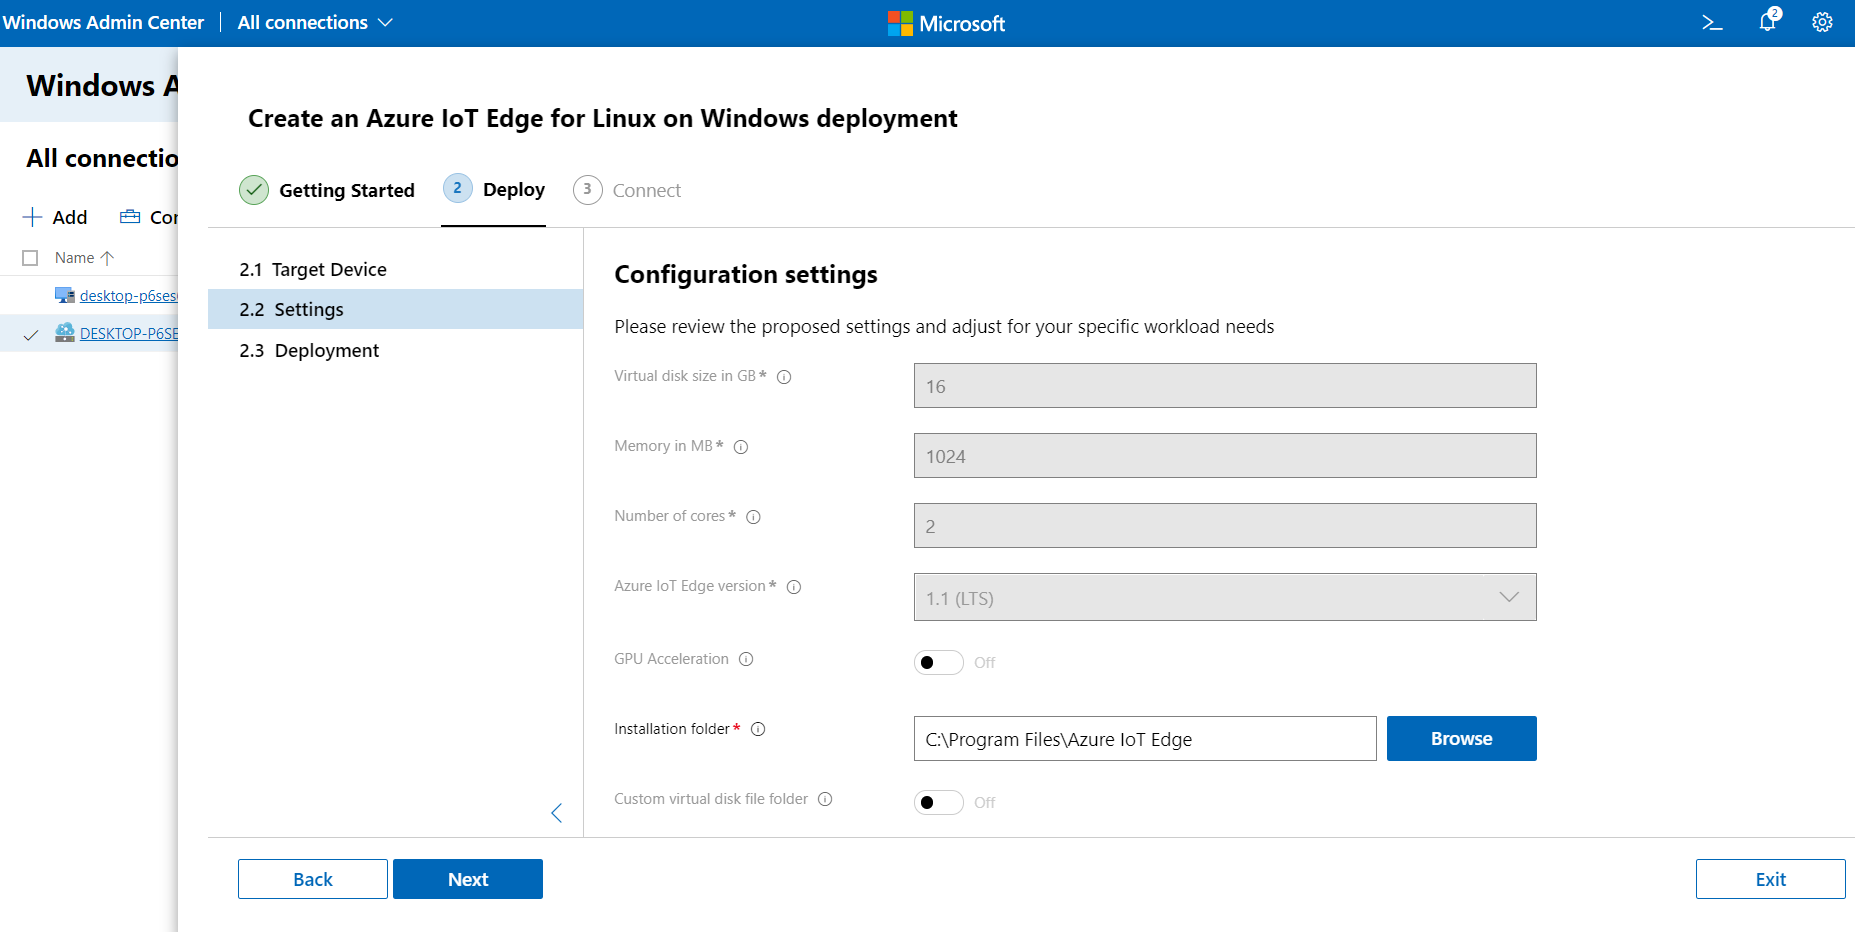 Windows Admin Center
All connections
Microsoft
2
Windows A
All connectio
Add
Cor
Name
desktop-p6ses
DESKTOP-P6SE
Create an Azure IoT Edge for Linux on Windows deployment
Getting Started
2 Deploy
3 Connect
2.1 Target Device
2.2 Settings
2.3 Deployment
Configuration settings
Please review the proposed settings and adjust for your specific workload needs
Virtual disk size in GB*
16
Memory in MB*
1024
Number of cores*
2
Azure IoT Edge version*
1.1 (LTS)
GPU Acceleration
Off
Installation folder*
C:\Program Files\Azure IoT Edge
Browse
Custom virtual disk file folder
Off
Back
Next
Exit